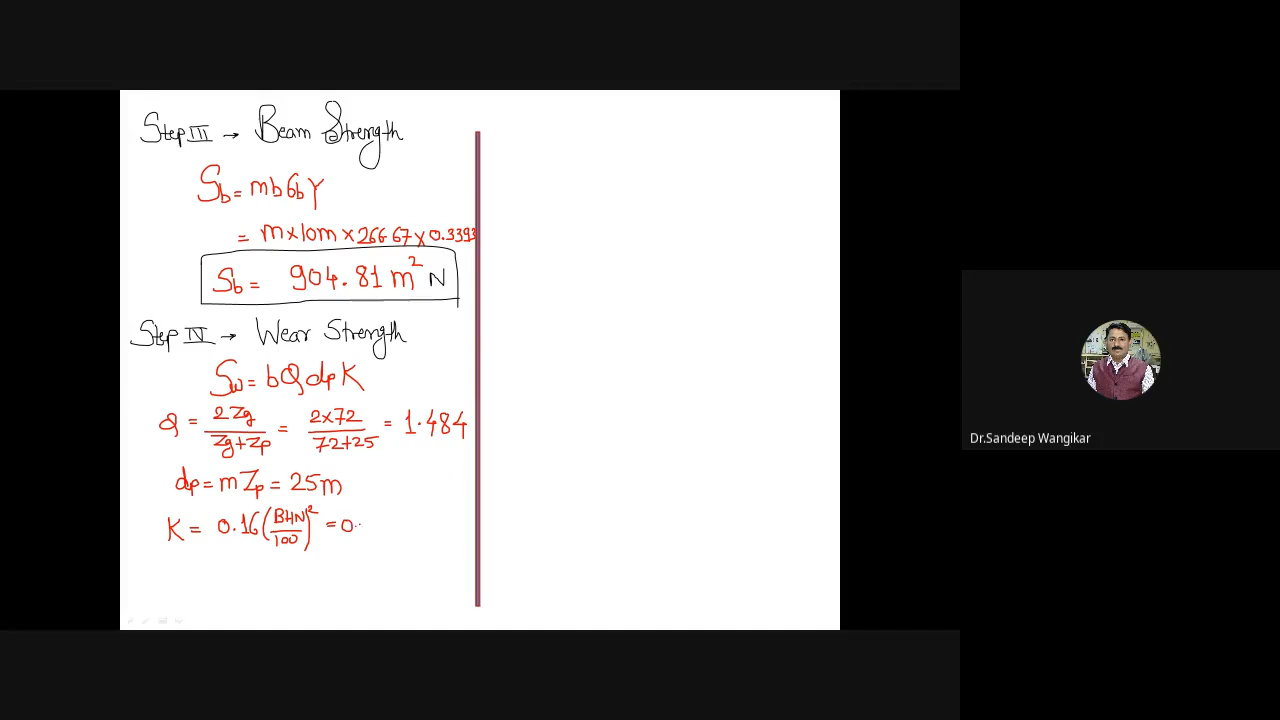 Step III → Beam Strength
Sb = mbσbY
= m×10m×266.67×0.3393
Sb = 904.81 m² N
Step IV → Wear Strength
Sw = bQdpK
Q = 2Zg/(Zg+Zp) = 2×72/(72+25) = 1.484
dp = mZp = 25m
K = 0.16(BHN/100)² = 0.
Dr.Sandeep Wangikar